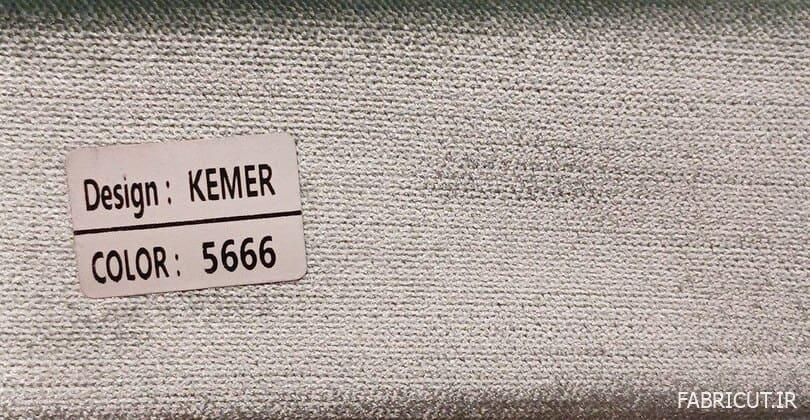 Design : KEMER
COLOR : 5666
FABRICUT.IR